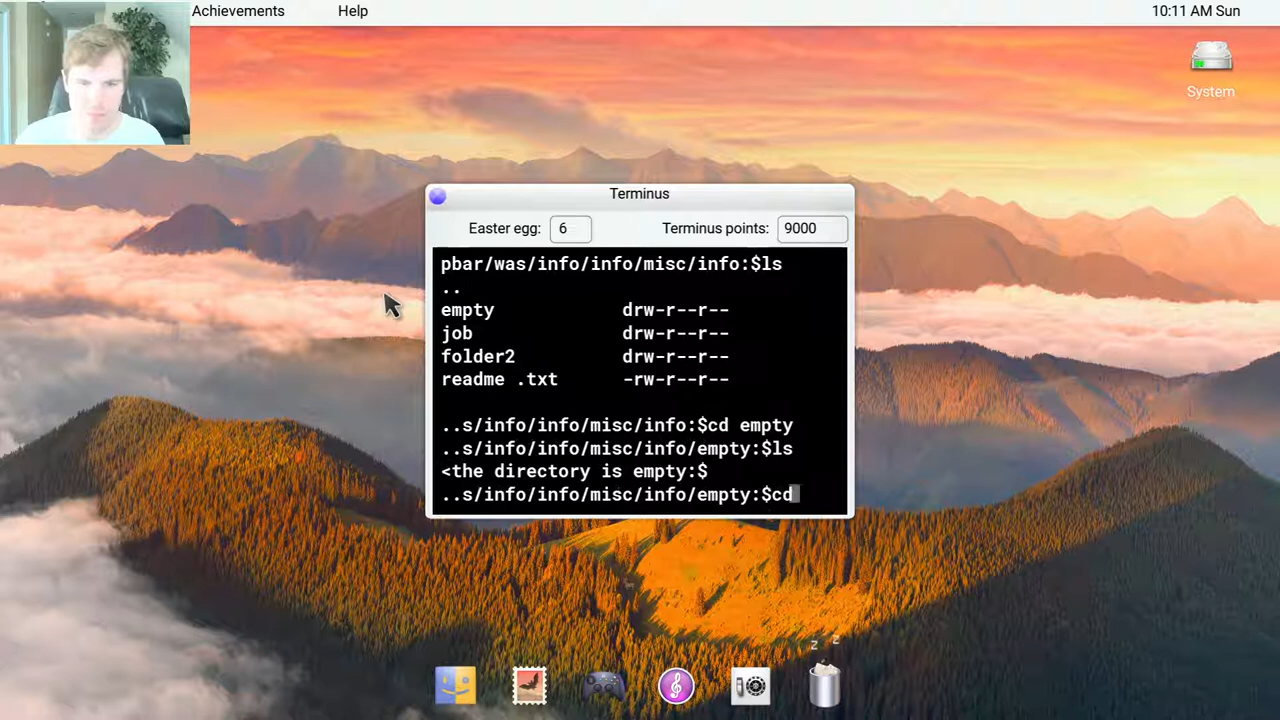 Achievements Help 10:11 AM Sun
System
Terminus
Easter egg: 6 Terminus points: 9000
pbar/was/info/info/misc/info:$ls
..
empty drw-r--r--
job drw-r--r--
folder2 drw-r--r--
readme .txt -rw-r--r--
..s/info/info/misc/info:$cd empty
..s/info/info/misc/info/empty:$ls
<the directory is empty:$
..s/info/info/misc/info/empty:$cd
z z